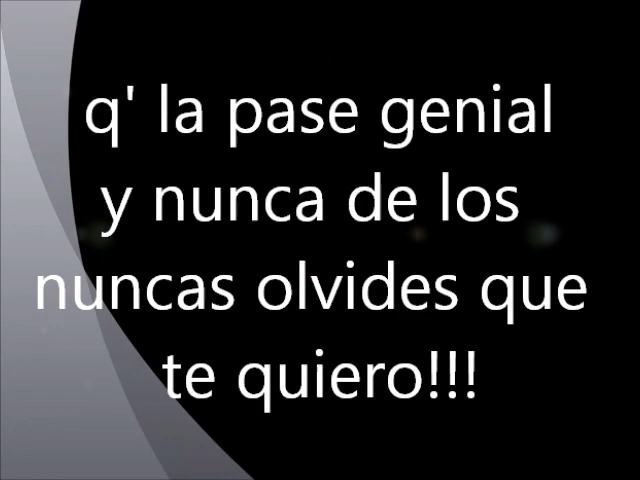 q' la pase genial
y nunca de los
nuncas olvides que
te quiero!!!